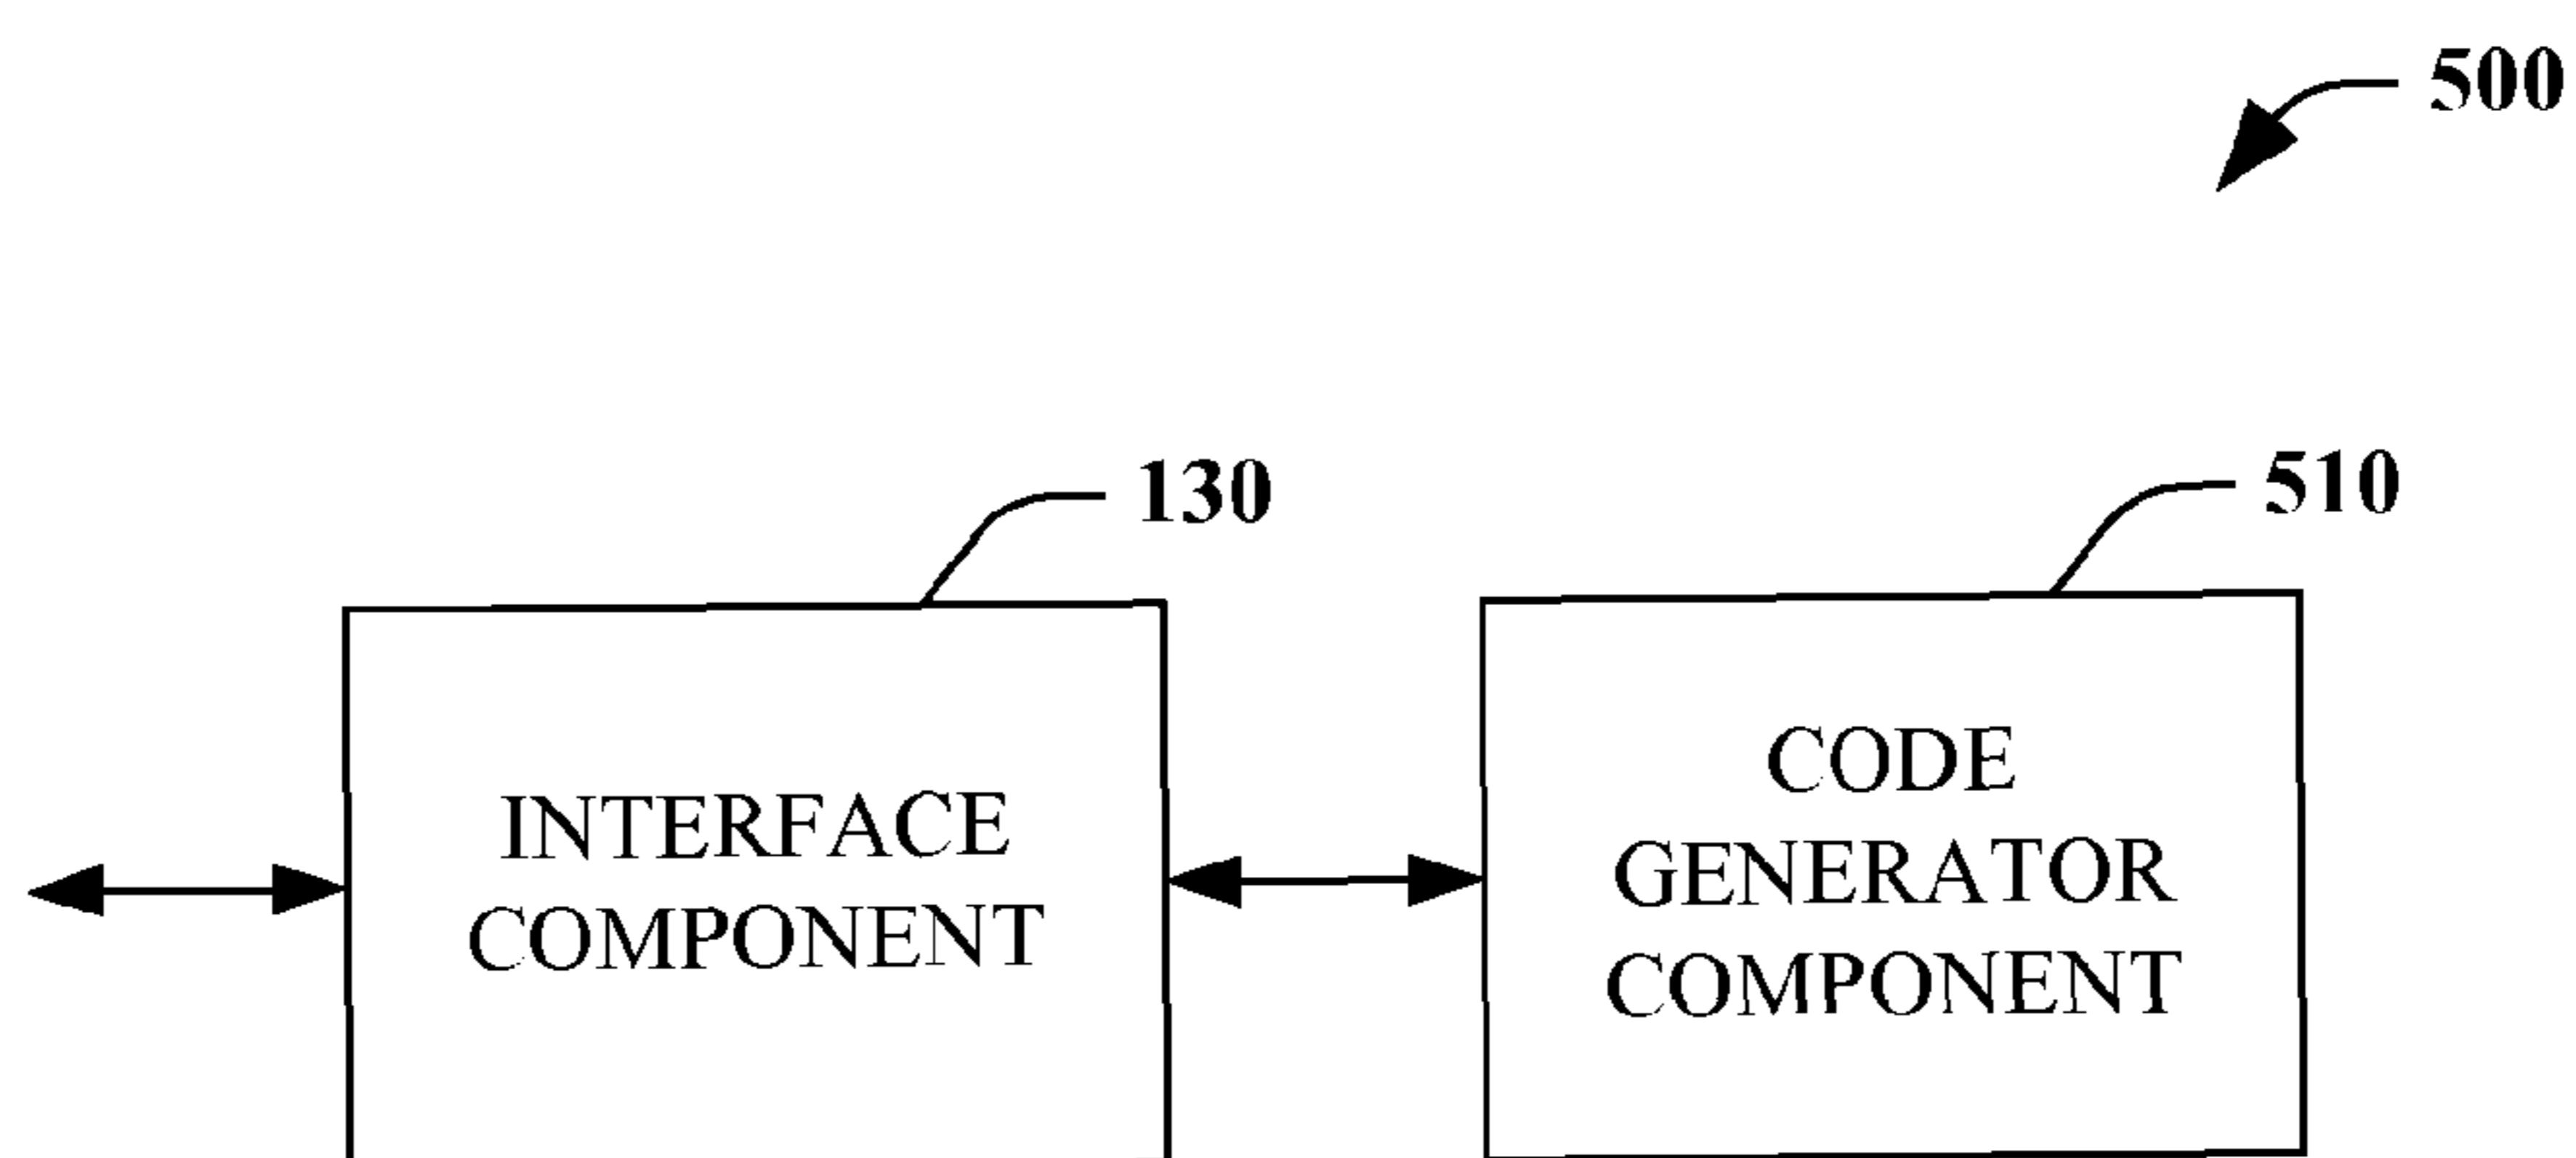 500
130
510
INTERFACE
COMPONENT
CODE
GENERATOR
COMPONENT